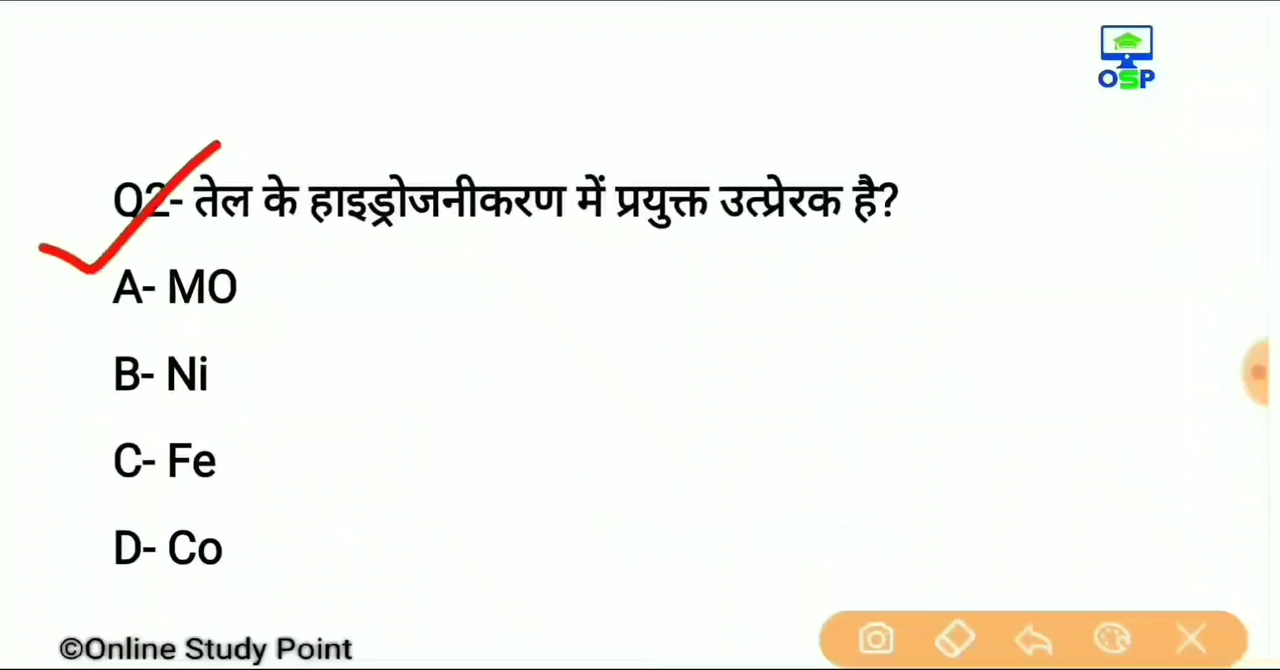 OSP
Q2- तेल के हाइड्रोजनीकरण में प्रयुक्त उत्प्रेरक है?
A- MO
B- Ni
C- Fe
D- Co
©Online Study Point